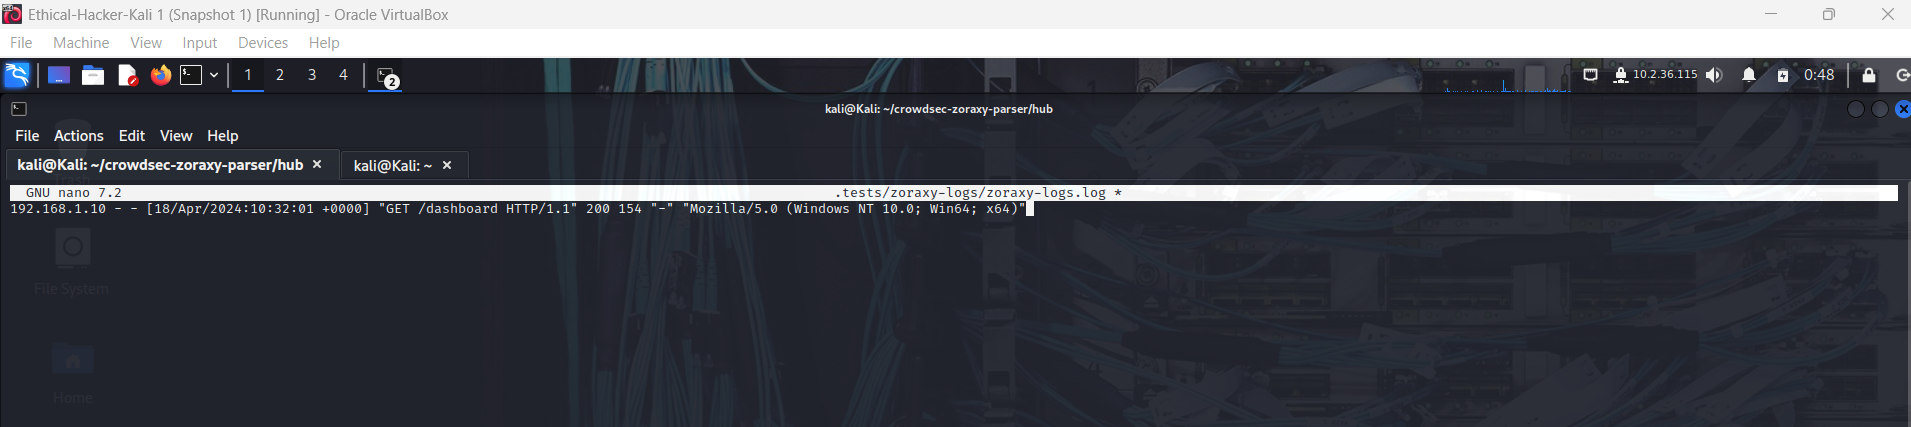 Ethical-Hacker-Kali 1 (Snapshot 1) [Running] - Oracle VirtualBox
File Machine View Input Devices Help
1 2 3 4 2 10.2.36.115 0:48
kali@Kali: ~/crowdsec-zoraxy-parser/hub
File Actions Edit View Help
kali@Kali: ~/crowdsec-zoraxy-parser/hub × kali@Kali: ~ ×
GNU nano 7.2 .tests/zoraxy-logs/zoraxy-logs.log *
192.168.1.10 - - [18/Apr/2024:10:32:01 +0000] "GET /dashboard HTTP/1.1" 200 154 "-" "Mozilla/5.0 (Windows NT 10.0; Win64; x64)"
File System
Home